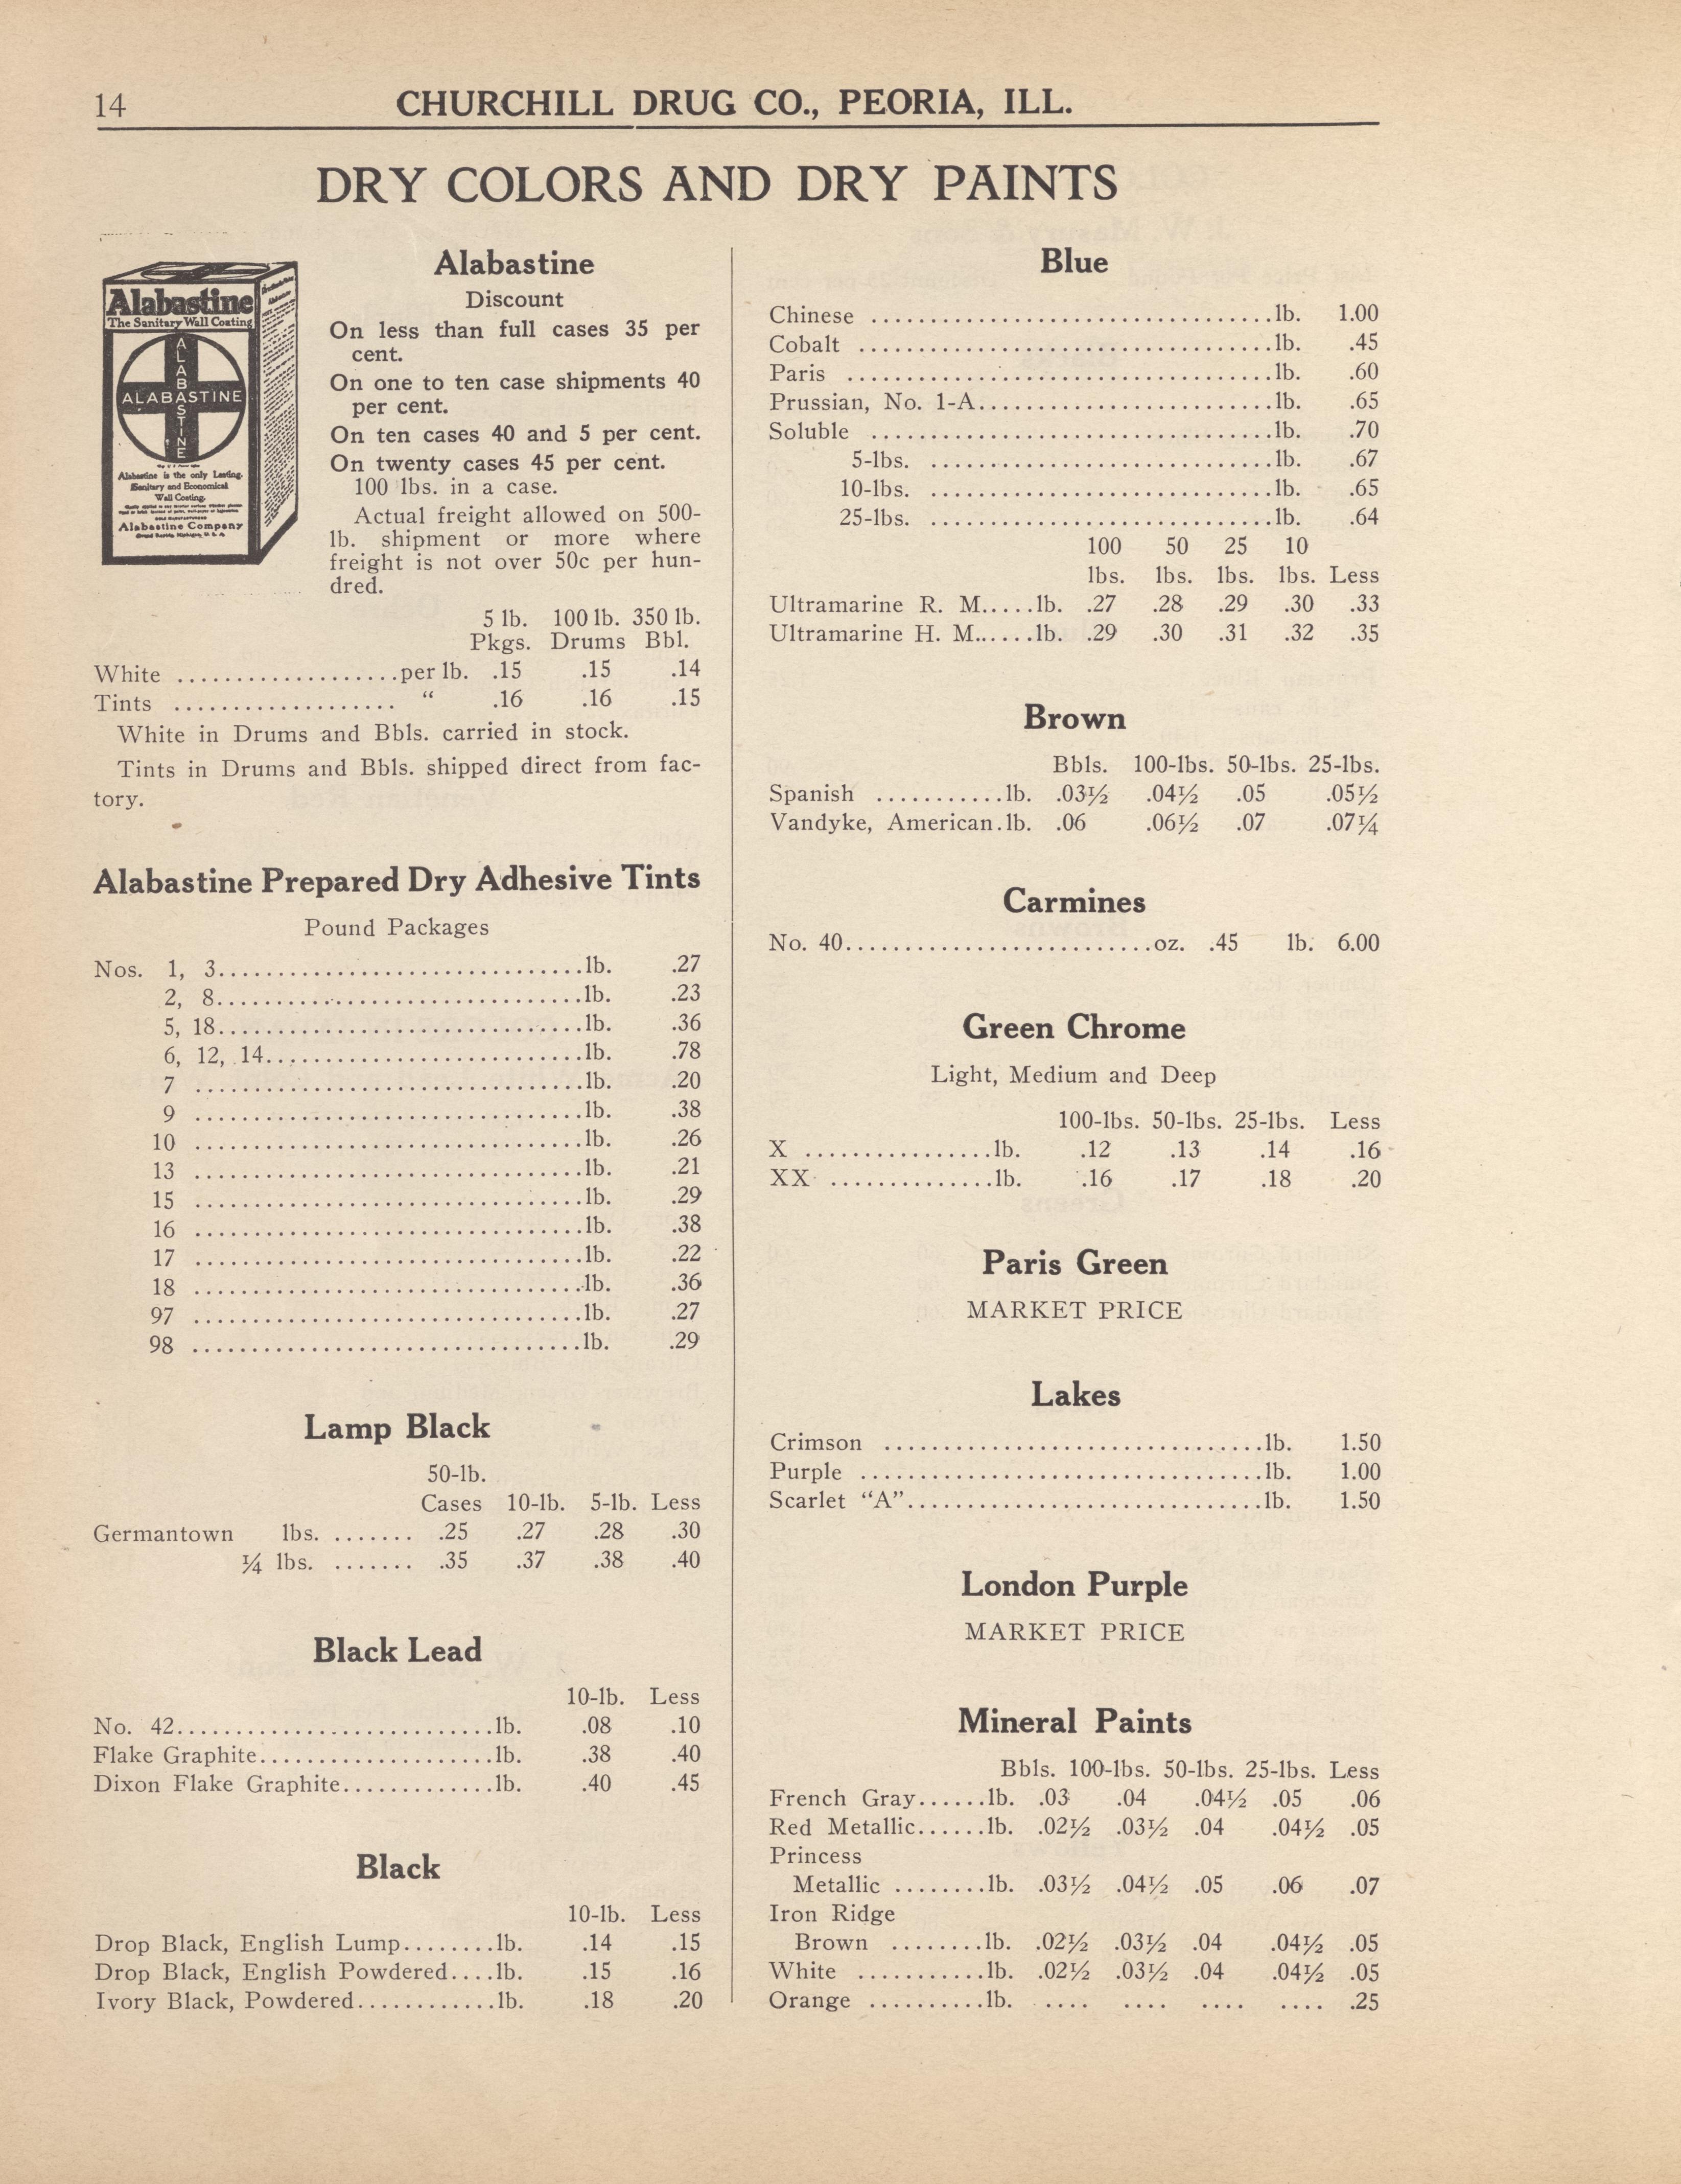 14
CHURCHILL DRUG CO., PEORIA, ILL.
DRY COLORS AND DRY PAINTS
Alabastine
The Sanitary Wall Coating
ALABASTINE
ALABASTINE
Alabastine is the only Lasting,
Sanitary and Economical
Wall Coating.
Alabastine Company
Grand Rapids, Michigan, U. S. A.
Alabastine
Discount
On less than full cases 35 per
cent.
On one to ten case shipments 40
per cent.
On ten cases 40 and 5 per cent.
On twenty cases 45 per cent.
100 lbs. in a case.
Actual freight allowed on 500-
lb. shipment or more where
freight is not over 50c per hun-
dred.
5 lb. 100 lb. 350 lb.
Pkgs. Drums Bbl.
White ...................per lb. .15 .15 .14
Tints ................... “ .16 .16 .15
White in Drums and Bbls. carried in stock.
Tints in Drums and Bbls. shipped direct from fac-
tory.
Alabastine Prepared Dry Adhesive Tints
Pound Packages
Nos. 1, 3...............................lb. .27
2, 8...............................lb. .23
5, 18...............................lb. .36
6, 12, 14...........................lb. .78
7 .................................lb. .20
9 .................................lb. .38
10 .................................lb. .26
13 .................................lb. .21
15 .................................lb. .29
16 .................................lb. .38
17 .................................lb. .22
18 .................................lb. .36
97 .................................lb. .27
98 .................................lb. .29
Lamp Black
50-lb.
Cases 10-lb. 5-lb. Less
Germantown lbs. ....... .25 .27 .28 .30
¼ lbs. ....... .35 .37 .38 .40
Black Lead
10-lb. Less
No. 42...........................lb. .08 .10
Flake Graphite....................lb. .38 .40
Dixon Flake Graphite.............lb. .40 .45
Black
10-lb. Less
Drop Black, English Lump........lb. .14 .15
Drop Black, English Powdered....lb. .15 .16
Ivory Black, Powdered............lb. .18 .20
Blue
Chinese ..................................lb. 1.00
Cobalt ...................................lb. .45
Paris ....................................lb. .60
Prussian, No. 1-A.........................lb. .65
Soluble ..................................lb. .70
5-lbs. .............................lb. .67
10-lbs. .............................lb. .65
25-lbs. .............................lb. .64
100 50 25 10
lbs. lbs. lbs. lbs. Less
Ultramarine R. M.....lb. .27 .28 .29 .30 .33
Ultramarine H. M......lb. .29 .30 .31 .32 .35
Brown
Bbls. 100-lbs. 50-lbs. 25-lbs.
Spanish ...........lb. .03½ .04½ .05 .05½
Vandyke, American.lb. .06 .06½ .07 .07¼
Carmines
No. 40..........................oz. .45 lb. 6.00
Green Chrome
Light, Medium and Deep
100-lbs. 50-lbs. 25-lbs. Less
X ................lb. .12 .13 .14 .16
XX ..............lb. .16 .17 .18 .20
Paris Green
MARKET PRICE
Lakes
Crimson ................................lb. 1.50
Purple ..................................lb. 1.00
Scarlet “A”..............................lb. 1.50
London Purple
MARKET PRICE
Mineral Paints
Bbls. 100-lbs. 50-lbs. 25-lbs. Less
French Gray......lb. .03 .04 .04½ .05 .06
Red Metallic......lb. .02½ .03½ .04 .04½ .05
Princess
Metallic ........lb. .03½ .04½ .05 .06 .07
Iron Ridge
Brown ........lb. .02½ .03½ .04 .04½ .05
White ...........lb. .02½ .03½ .04 .04½ .05
Orange ..........lb. .... .... .... .... .25